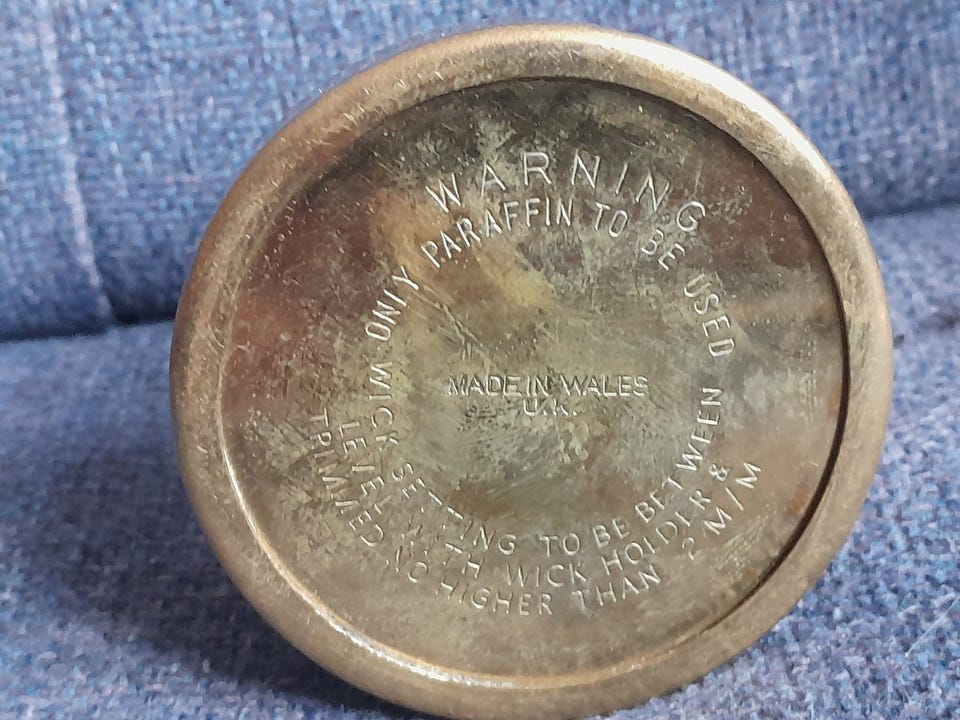 WARNING
ONLY PARAFFIN TO BE USED
WICK SETTING TO BE BETWEEN
LEVEL WITH WICK HOLDER &
TRIMMED NO HIGHER THAN 2 M/M
MADE IN WALES
U.K.